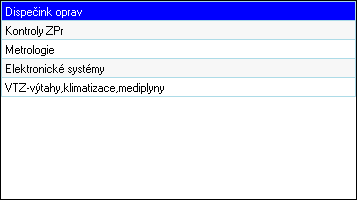 Dispečink oprav
Kontroly ZPr
Metrologie
Elektronické systémy
VTZ-výtahy,klimatizace,mediplyny